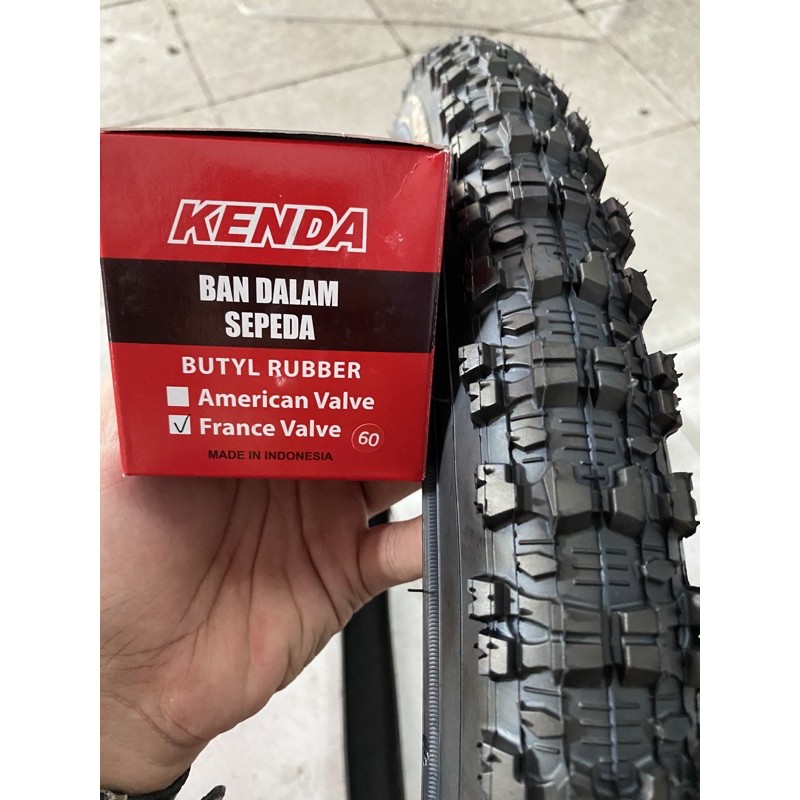 KENDA
BAN DALAM
SEPEDA
BUTYL RUBBER
American Valve
France Valve 60
MADE IN INDONESIA